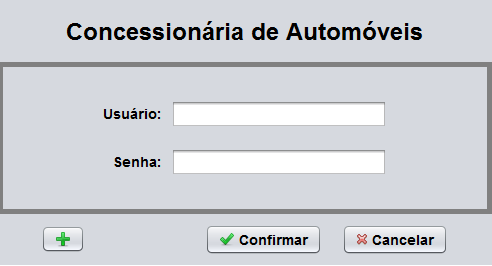 Concessionária de Automóveis
Usuário:
Senha:
Confirmar Cancelar